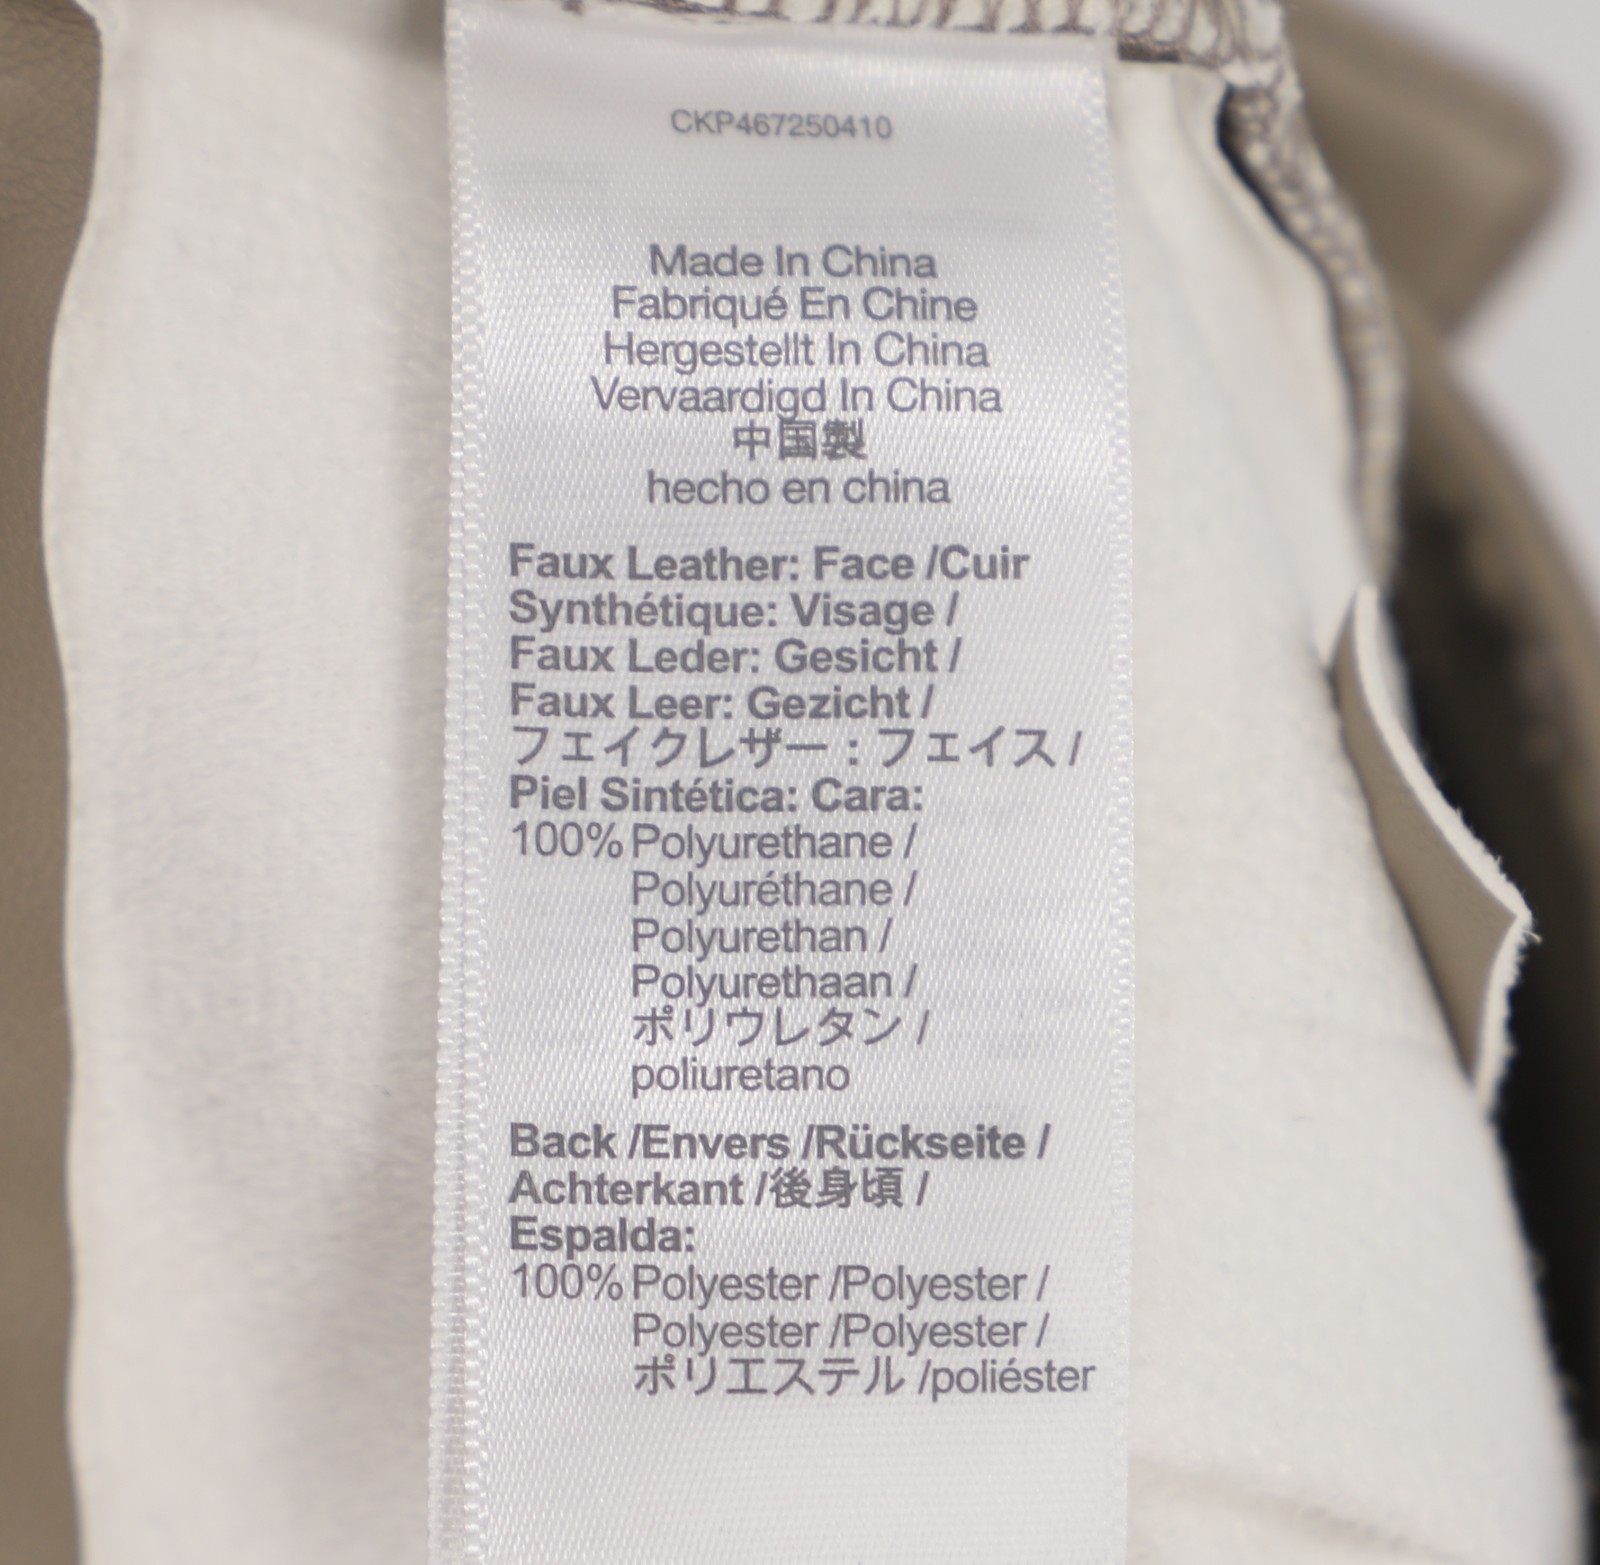 CKP467250410
Made In China
Fabriqué En Chine
Hergestellt In China
Vervaardigd In China
中国製
hecho en china
Faux Leather: Face /Cuir
Synthétique: Visage /
Faux Leder: Gesicht /
Faux Leer: Gezicht /
フェイクレザー : フェイス /
Piel Sintética: Cara:
100% Polyurethane /
Polyuréthane /
Polyurethan /
Polyurethaan /
ポリウレタン /
poliuretano
Back /Envers /Rückseite /
Achterkant /後身頃 /
Espalda:
100% Polyester /Polyester /
Polyester /Polyester /
ポリエステル /poliéster